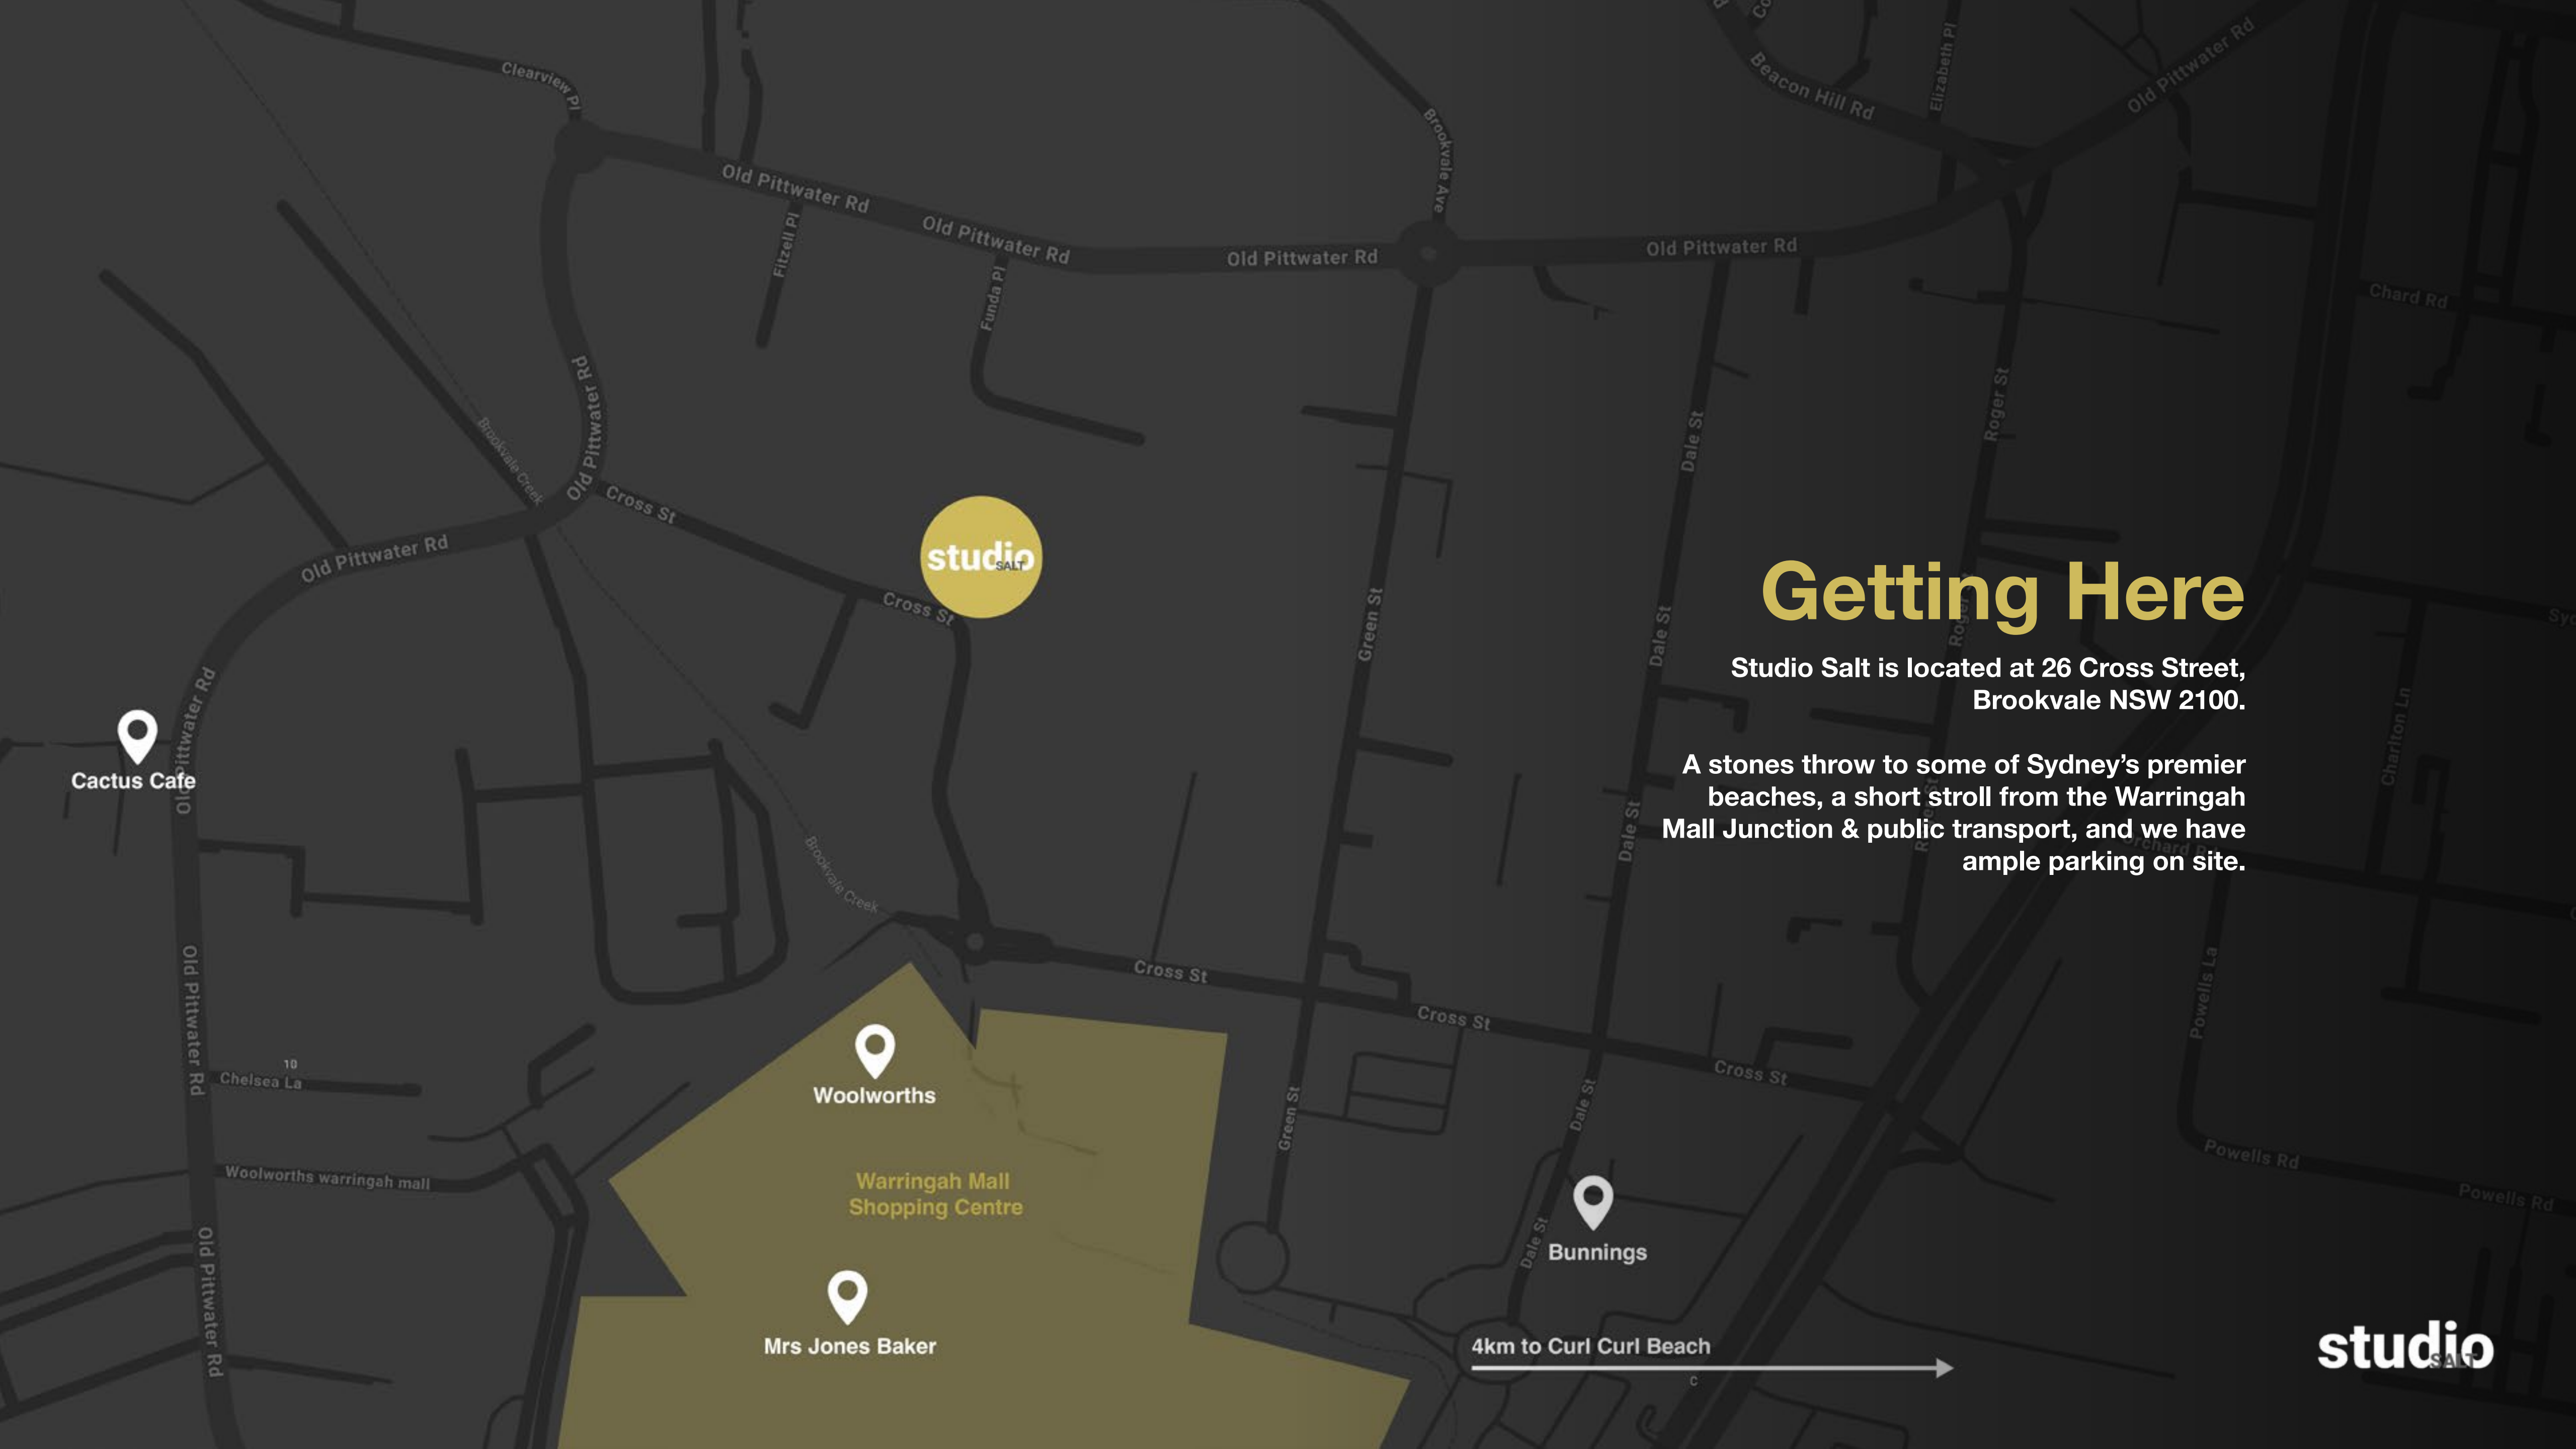 Clearview Pl
Brookvale Ave
Beacon Hill Rd
Elizabeth Pl
Old Pittwater Rd
Old Pittwater Rd
Old Pittwater Rd
Old Pittwater Rd
Old Pittwater Rd
Fitzell Pl
Funda Pl
Chard Rd
Old Pittwater Rd
Brookvale Creek
Cross St
Dale St
Roger St
Old Pittwater Rd
studio
SALT
Cross St
Green St
Dale St
Getting Here
Studio Salt is located at 26 Cross Street,
Brookvale NSW 2100.
A stones throw to some of Sydney’s premier
beaches, a short stroll from the Warringah
Mall Junction & public transport, and we have
ample parking on site.
Old Pittwater Rd
Cactus Cafe
Charlton Ln
Dale St
Brookvale Creek
Old Pittwater Rd
Cross St
Cross St
Cross St
Powells La
10
Chelsea La
Woolworths
Green St
Dale St
Powells Rd
Powells Rd
Woolworths warringah mall
Warringah Mall
Shopping Centre
Dale St
Bunnings
Old Pittwater Rd
Mrs Jones Baker
4km to Curl Curl Beach
C
studio
SALT